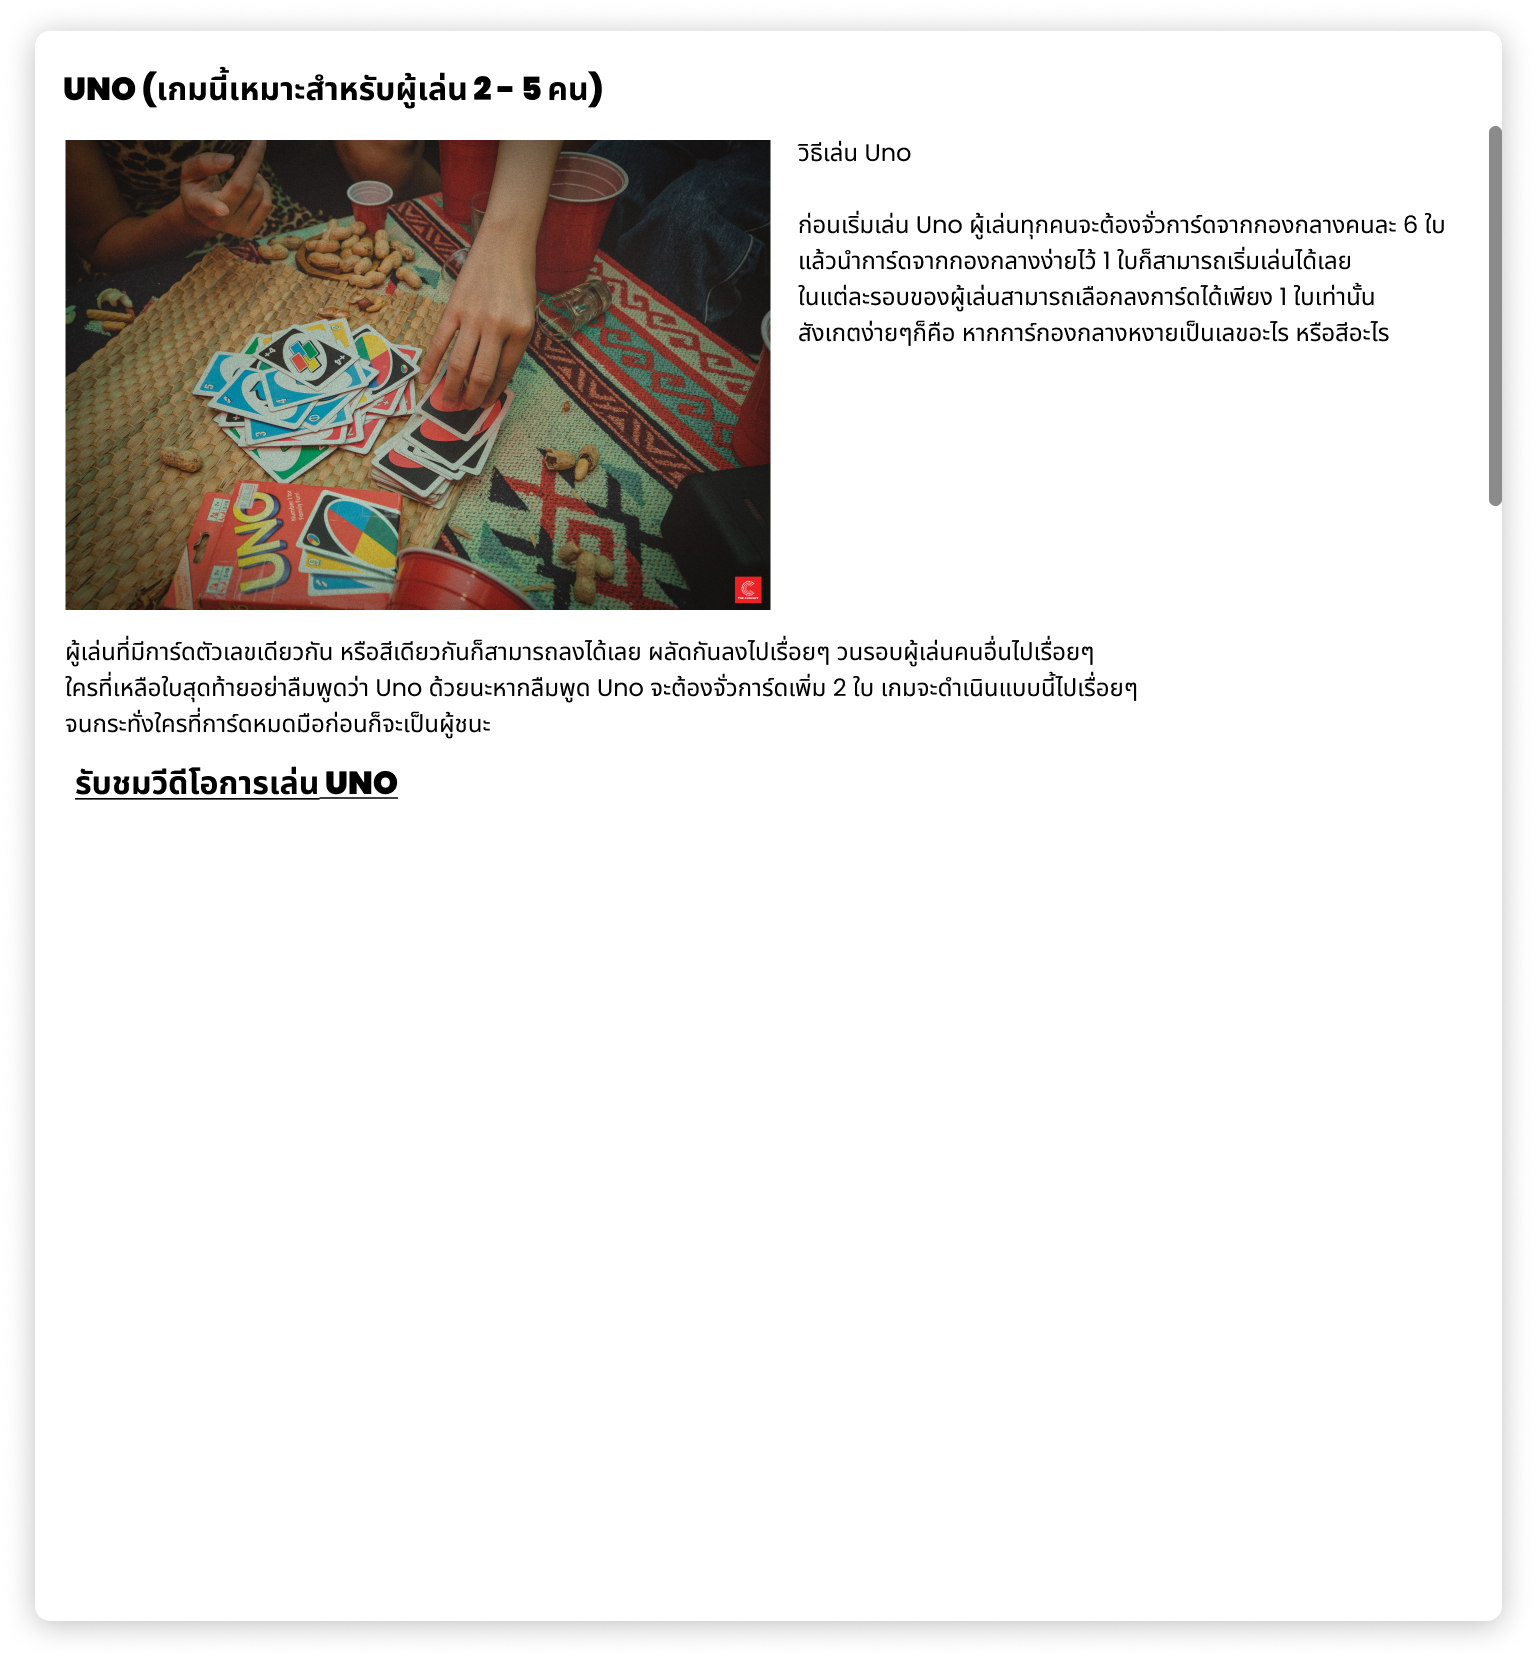 UNO (เกมนี้เหมาะสำหรับผู้เล่น 2 - 5 คน)
วิธีเล่น Uno
ก่อนเริ่มเล่น Uno ผู้เล่นทุกคนจะต้องจั่วการ์ดจากกองกลางคนละ 6 ใบ
แล้วนำการ์ดจากกองกลางง่ายไว้ 1 ใบก็สามารถเริ่มเล่นได้เลย
ในแต่ละรอบของผู้เล่นสามารถเลือกลงการ์ดได้เพียง 1 ใบเท่านั้น
สังเกตง่ายๆก็คือ หากการ์กองกลางหงายเป็นเลขอะไร หรือสีอะไร
UNO
ผู้เล่นที่มีการ์ดตัวเลขเดียวกัน หรือสีเดียวกันก็สามารถลงได้เลย ผลัดกันลงไปเรื่อยๆ วนรอบผู้เล่นคนอื่นไปเรื่อยๆ
ใครที่เหลือใบสุดท้ายอย่าลืมพูดว่า Uno ด้วยนะหากลืมพูด Uno จะต้องจั่วการ์ดเพิ่ม 2 ใบ เกมจะดำเนินแบบนี้ไปเรื่อยๆ
จนกระทั่งใครที่การ์ดหมดมือก่อนก็จะเป็นผู้ชนะ
รับชมวีดีโอการเล่น UNO